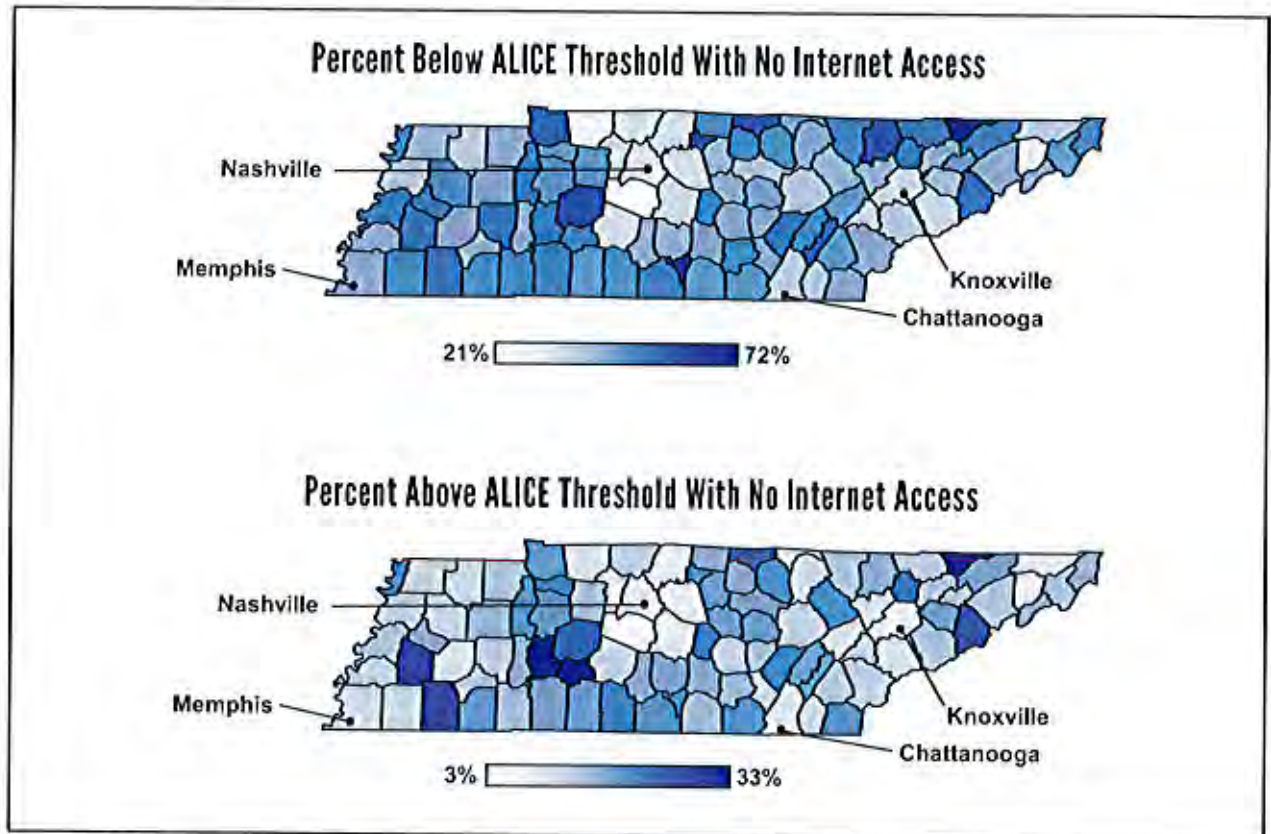 Percent Below ALICE Threshold With No Internet Access
Nashville
Memphis
Knoxville
Chattanooga
21%
72%
Percent Above ALICE Threshold With No Internet Access
Nashville
Memphis
Knoxville
Chattanooga
3%
33%